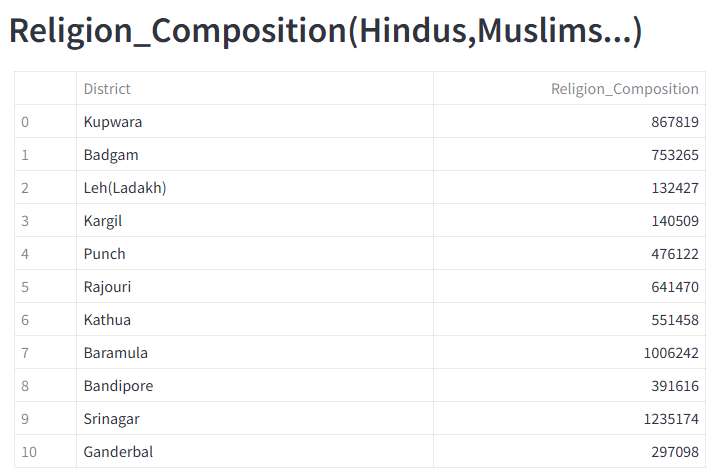 Religion_Composition(Hindus,Muslims...)
District Religion_Composition
0 Kupwara 867819
1 Badgam 753265
2 Leh(Ladakh) 132427
3 Kargil 140509
4 Punch 476122
5 Rajouri 641470
6 Kathua 551458
7 Baramula 1006242
8 Bandipore 391616
9 Srinagar 1235174
10 Ganderbal 297098